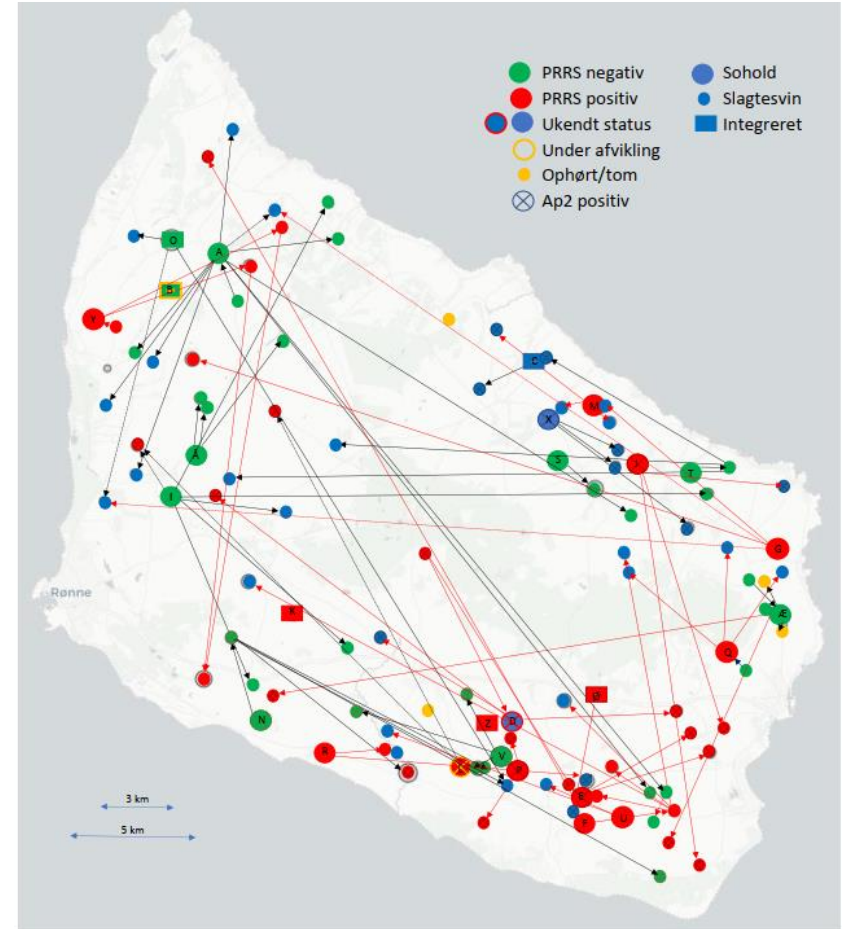 PRRS negativ
PRRS positiv
Ukendt status
Under afvikling
Ophørt/tom
Ap2 positiv
Sohold
Slagtesvin
Integreret
O
A
B
Y
C
M
X
Å
S
T
I
G
Rønne
K
Æ
Q
Ø
N
Z
D
V
R
P
E
F
U
3 km
5 km